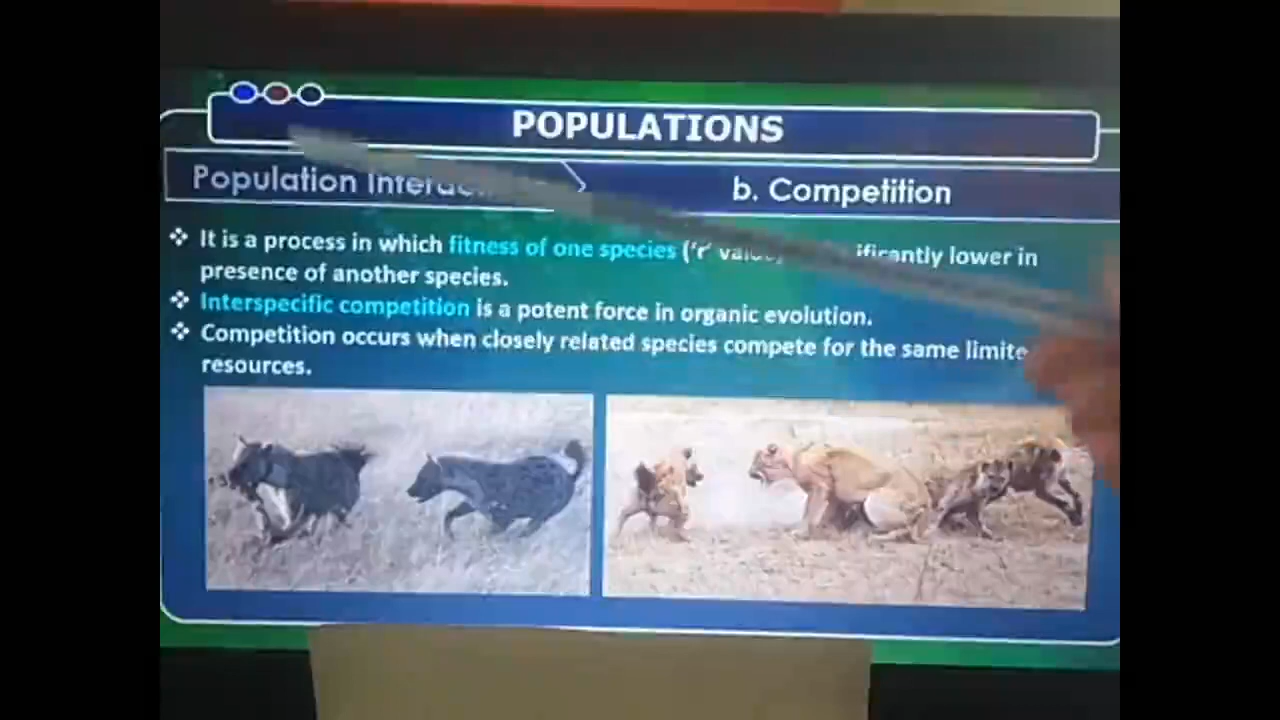 POPULATIONS
Population
b. Competition
❖ It is a process in which fitness of one species ('r' lower in
presence of another species.
❖ Interspecific competition is a potent force in organic evolution.
❖ Competition occurs when closely related species compete for the same
resources.